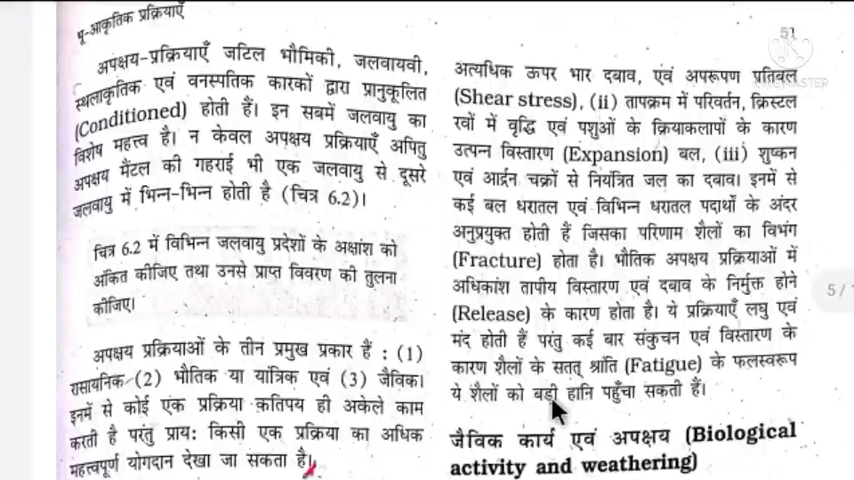 भू-आकृतिक प्रक्रियाएँ
अपक्षय-प्रक्रियाएँ जटिल भौमिकी, जलवायवी,
स्थलाकृतिक एवं वनस्पतिक कारकों द्वारा प्रानुकूलित
(Conditioned) होती हैं। इन सबमें जलवायु का
विशेष महत्त्व है। न केवल अपक्षय प्रक्रियाएँ अपितु
अपक्षय मैंटल की गहराई भी एक जलवायु से दूसरे
जलवायु में भिन्न-भिन्न होती है (चित्र 6.2)।
चित्र 6.2 में विभिन्न जलवायु प्रदेशों के अक्षांश को
अंकित कीजिए तथा उनसे प्राप्त विवरण की तुलना
कीजिए।
अपक्षय प्रक्रियाओं के तीन प्रमुख प्रकार हैं : (1)
रासायनिक (2) भौतिक या यांत्रिक एवं (3) जैविक।
इनमें से कोई एक प्रक्रिया कतिपय ही अकेले काम
करती है परंतु प्राय: किसी एक प्रक्रिया का अधिक
महत्त्वपूर्ण योगदान देखा जा सकता है।
51
KINEMASTER
अत्यधिक ऊपर भार दबाव, एवं अपरूपण प्रतिबल
(Shear stress), (ii) तापक्रम में परिवर्तन, क्रिस्टल
रवों में वृद्धि एवं पशुओं के क्रियाकलापों के कारण
उत्पन्न विस्तारण (Expansion) बल, (iii) शुष्कन
एवं आर्द्रन चक्रों से नियंत्रित जल का दबाव। इनमें से
कई बल धरातल एवं विभिन्न धरातल पदार्थों के अंदर
अनुप्रयुक्त होती हैं जिसका परिणाम शैलों का विभंग
(Fracture) होता है। भौतिक अपक्षय प्रक्रियाओं में
अधिकांश तापीय विस्तारण एवं दबाव के निर्मुक्त होने
(Release) के कारण होता है। ये प्रक्रियाएँ लघु एवं
मंद होती हैं परंतु कई बार संकुचन एवं विस्तारण के
कारण शैलों के सतत् श्रांति (Fatigue) के फलस्वरूप
ये शैलों को बड़ी हानि पहुँचा सकती हैं।
जैविक कार्य एवं अपक्षय (Biological
activity and weathering)
5/1